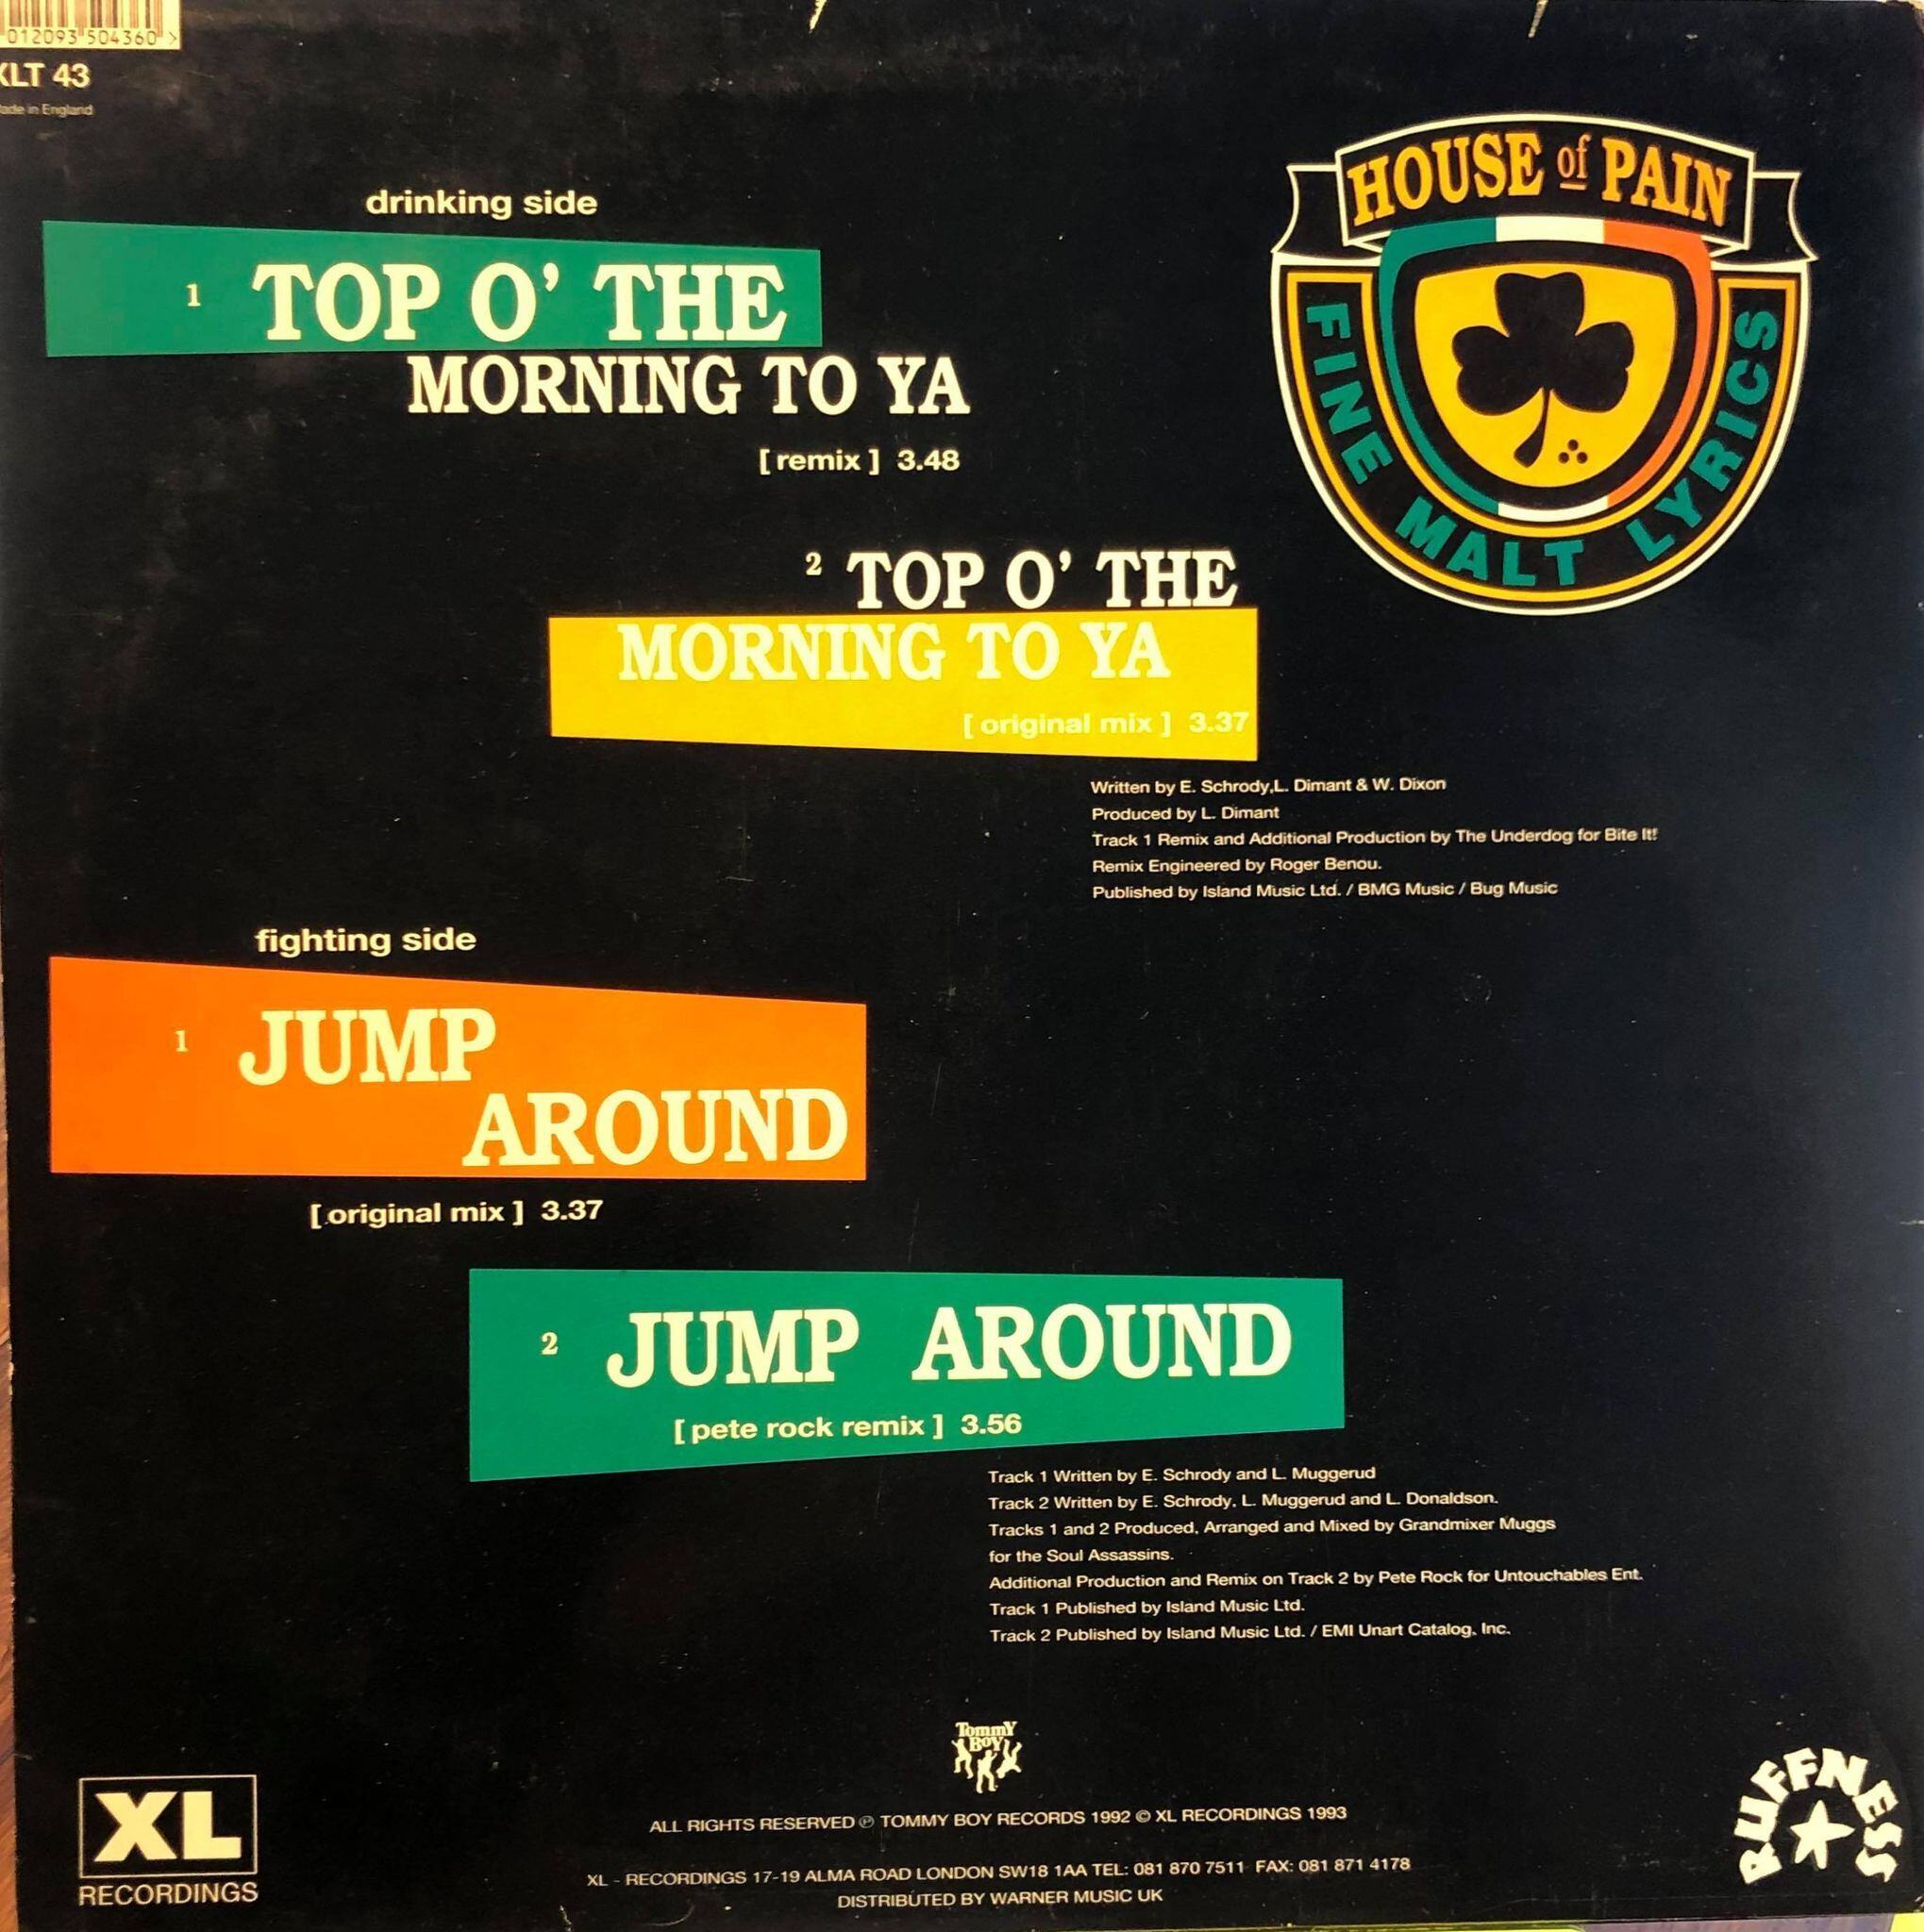 012093 504360 >
XLT 43
Made in England
HOUSE of PAIN
FINE MALT LYRICS
drinking side
1 TOP O' THE
MORNING TO YA
[ remix ] 3.48
2 TOP O' THE
MORNING TO YA
[ original mix ] 3.37
Written by E. Schrody,L. Dimant & W. Dixon
Produced by L. Dimant
Track 1 Remix and Additional Production by The Underdog for Bite It!
Remix Engineered by Roger Benou.
Published by Island Music Ltd. / BMG Music / Bug Music
fighting side
1 JUMP
AROUND
[ original mix ] 3.37
2 JUMP AROUND
[ pete rock remix ] 3.56
Track 1 Written by E. Schrody and L. Muggerud
Track 2 Written by E. Schrody, L. Muggerud and L. Donaldson.
Tracks 1 and 2 Produced, Arranged and Mixed by Grandmixer Muggs
for the Soul Assassins.
Additional Production and Remix on Track 2 by Pete Rock for Untouchables Ent.
Track 1 Published by Island Music Ltd.
Track 2 Published by Island Music Ltd. / EMI Unart Catalog, Inc.
Tommy
Boy
XL
RECORDINGS
RUFFNESS
ALL RIGHTS RESERVED ℗ TOMMY BOY RECORDS 1992 © XL RECORDINGS 1993
XL - RECORDINGS 17-19 ALMA ROAD LONDON SW18 1AA TEL: 081 870 7511 FAX: 081 871 4178
DISTRIBUTED BY WARNER MUSIC UK